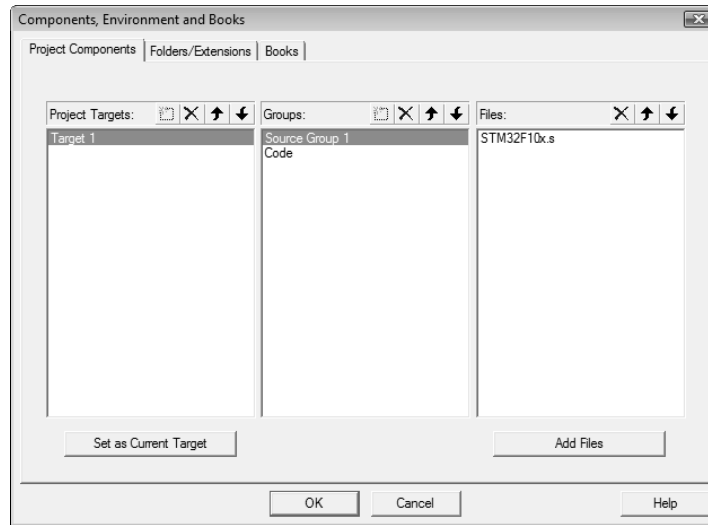 Components, Environment and Books
Project Components Folders/Extensions Books
Project Targets: Groups: Files:
Target 1 Source Group 1 STM32F10x.s
Code
Set as Current Target Add Files
OK Cancel Help